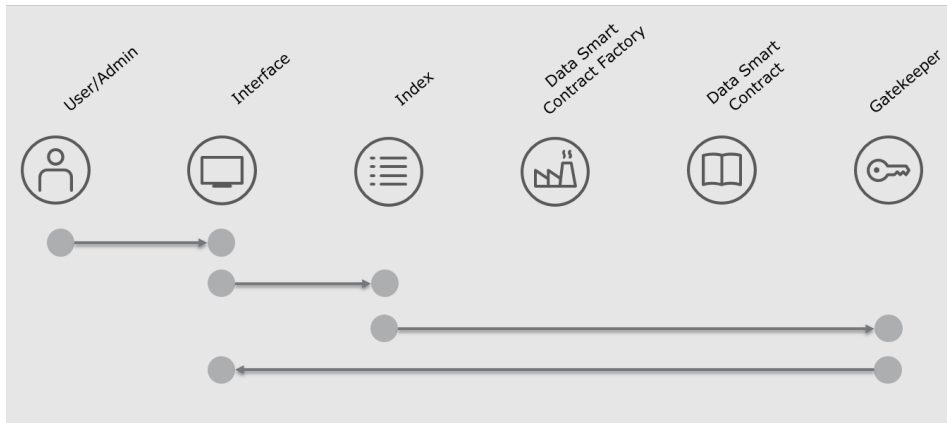 User/Admin
Interface
Index
Data Smart
Contract Factory
Data Smart
Contract
Gatekeeper